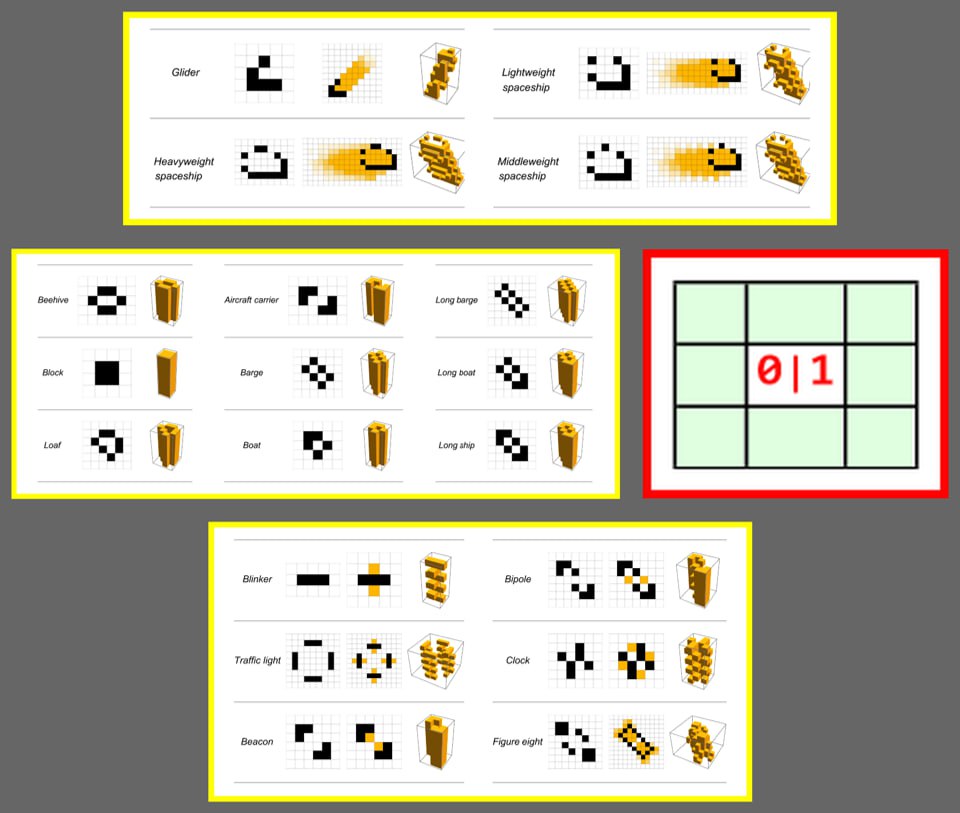 Glider
Lightweight
spaceship
Heavyweight
spaceship
Middleweight
spaceship
Beehive
Aircraft carrier
Long barge
Block
Barge
Long boat
Loaf
Boat
Long ship
0|1
Blinker
Bipole
Traffic light
Clock
Beacon
Figure eight